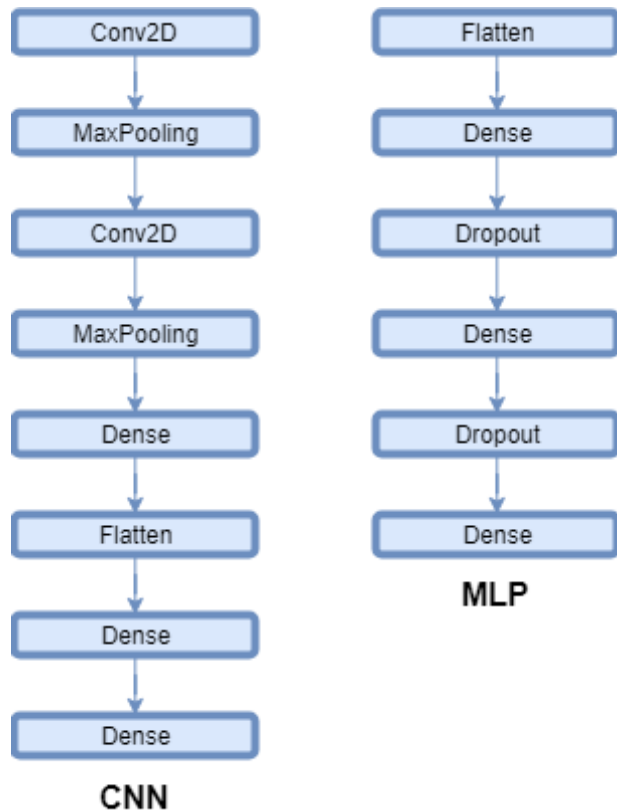 Conv2D
MaxPooling
Conv2D
MaxPooling
Dense
Flatten
Dense
Dense
CNN
Flatten
Dense
Dropout
Dense
Dropout
Dense
MLP